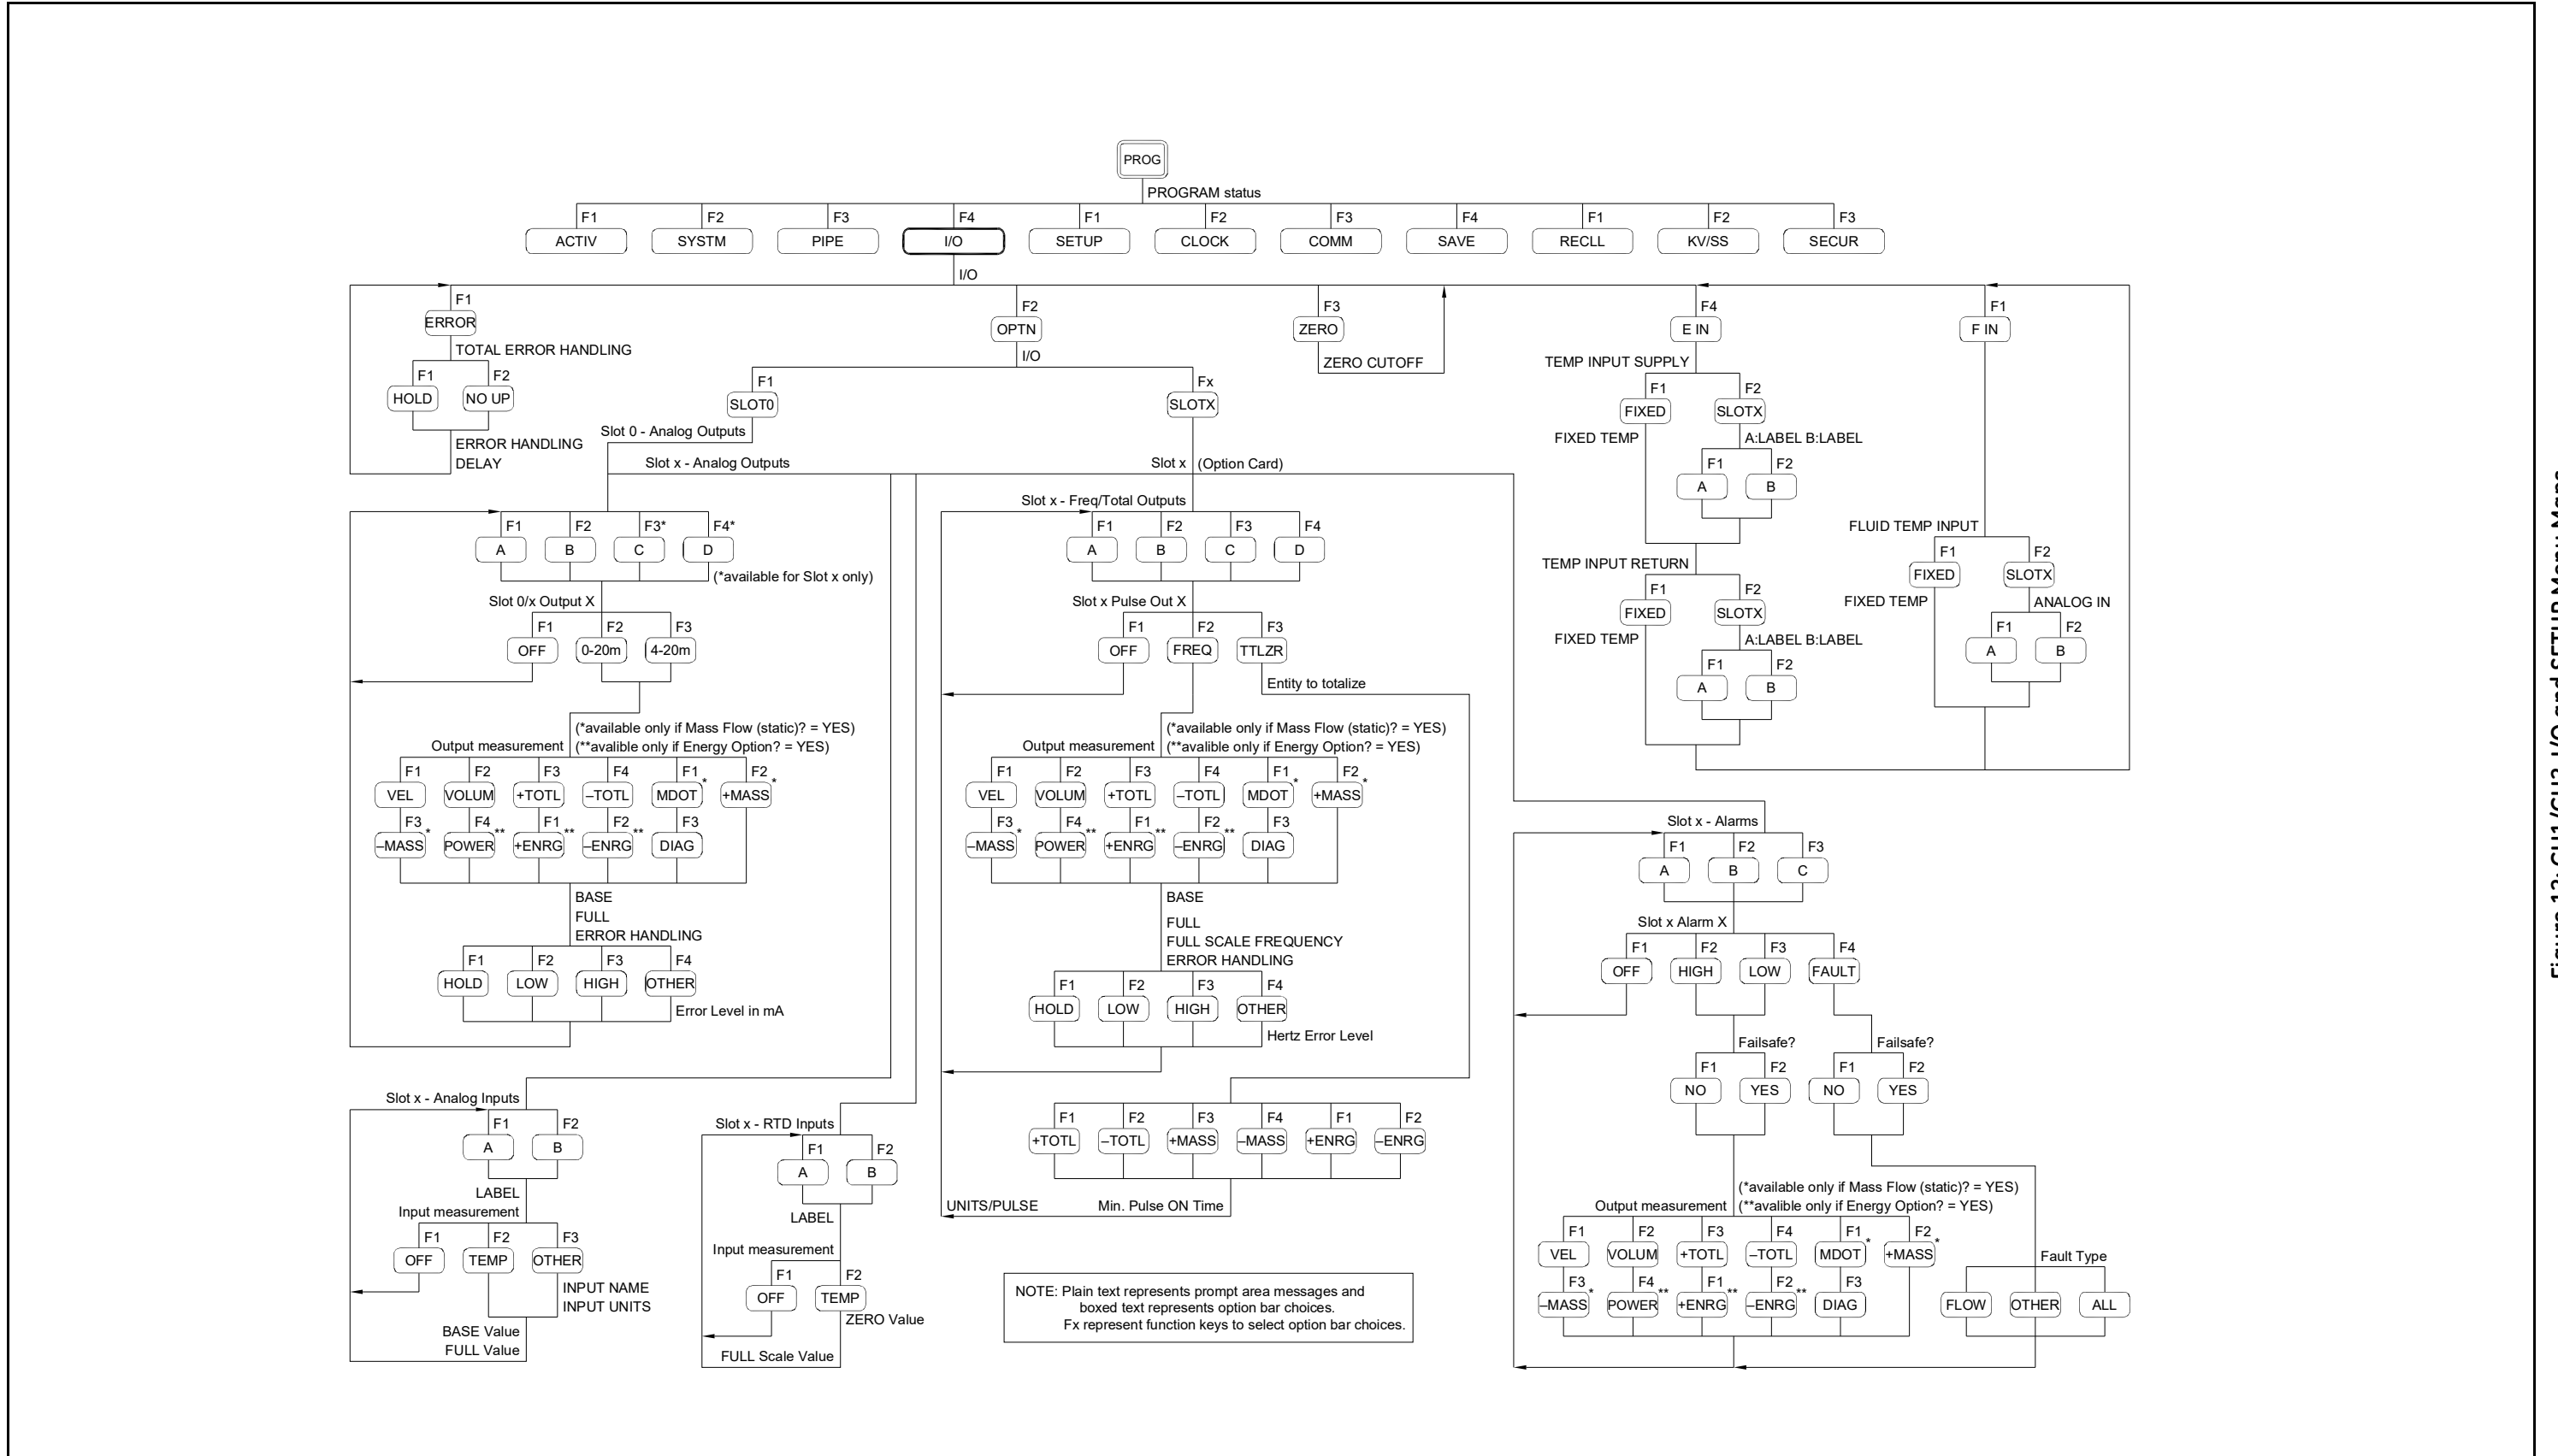 PROG
PROGRAM status
F1 F2 F3 F4 F1 F2 F3 F4 F1 F2 F3
ACTIV SYSTM PIPE I/O SETUP CLOCK COMM SAVE RECLL KV/SS SECUR
I/O
F1
ERROR
TOTAL ERROR HANDLING
F1 F2
HOLD NO UP
ERROR HANDLING
DELAY
F2
OPTN
I/O
F1 Fx
SLOT0 SLOTX
Slot 0 - Analog Outputs
Slot x - Analog Outputs
Slot x (Option Card)
F3
ZERO
ZERO CUTOFF
F4
E IN
TEMP INPUT SUPPLY
F1 F2
FIXED SLOTX
FIXED TEMP A:LABEL B:LABEL
F1 F2
A B
TEMP INPUT RETURN
F1 F2
FIXED SLOTX
FIXED TEMP A:LABEL B:LABEL
F1 F2
A B
F1
F IN
FLUID TEMP INPUT
F1 F2
FIXED SLOTX
FIXED TEMP ANALOG IN
F1 F2
A B
F1 F2 F3* F4*
A B C D
(*available for Slot x only)
Slot 0/x Output X
F1 F2 F3
OFF 0-20m 4-20m
(*available only if Mass Flow (static)? = YES)
Output measurement (**avalible only if Energy Option? = YES)
F1 F2 F3 F4 F1 F2
VEL VOLUM +TOTL –TOTL MDOT* +MASS*
F3 F4 F1 F2 F3
–MASS* POWER** +ENRG** –ENRG** DIAG
BASE
FULL
ERROR HANDLING
F1 F2 F3 F4
HOLD LOW HIGH OTHER
Error Level in mA
Slot x - Freq/Total Outputs
F1 F2 F3 F4
A B C D
Slot x Pulse Out X
F1 F2 F3
OFF FREQ TTLZR
Entity to totalize
(*available only if Mass Flow (static)? = YES)
Output measurement (**avalible only if Energy Option? = YES)
F1 F2 F3 F4 F1 F2
VEL VOLUM +TOTL –TOTL MDOT* +MASS*
F3 F4 F1 F2 F3
–MASS* POWER** +ENRG** –ENRG** DIAG
BASE
FULL
FULL SCALE FREQUENCY
ERROR HANDLING
F1 F2 F3 F4
HOLD LOW HIGH OTHER
Hertz Error Level
F1 F2 F3 F4 F1 F2
+TOTL –TOTL +MASS –MASS +ENRG –ENRG
UNITS/PULSE Min. Pulse ON Time
Slot x - Analog Inputs
F1 F2
A B
LABEL
Input measurement
F1 F2 F3
OFF TEMP OTHER
INPUT NAME
INPUT UNITS
BASE Value
FULL Value
Slot x - RTD Inputs
F1 F2
A B
LABEL
Input measurement
F1 F2
OFF TEMP
ZERO Value
FULL Scale Value
Slot x - Alarms
F1 F2 F3
A B C
Slot x Alarm X
F1 F2 F3 F4
OFF HIGH LOW FAULT
Failsafe? Failsafe?
F1 F2 F1 F2
NO YES NO YES
(*available only if Mass Flow (static)? = YES)
Output measurement (**avalible only if Energy Option? = YES)
F1 F2 F3 F4 F1 F2
VEL VOLUM +TOTL –TOTL MDOT* +MASS*
F3 F4 F1 F2 F3
–MASS* POWER** +ENRG** –ENRG** DIAG
Fault Type
FLOW OTHER ALL
NOTE: Plain text represents prompt area messages and
boxed text represents option bar choices.
Fx represent function keys to select option bar choices.